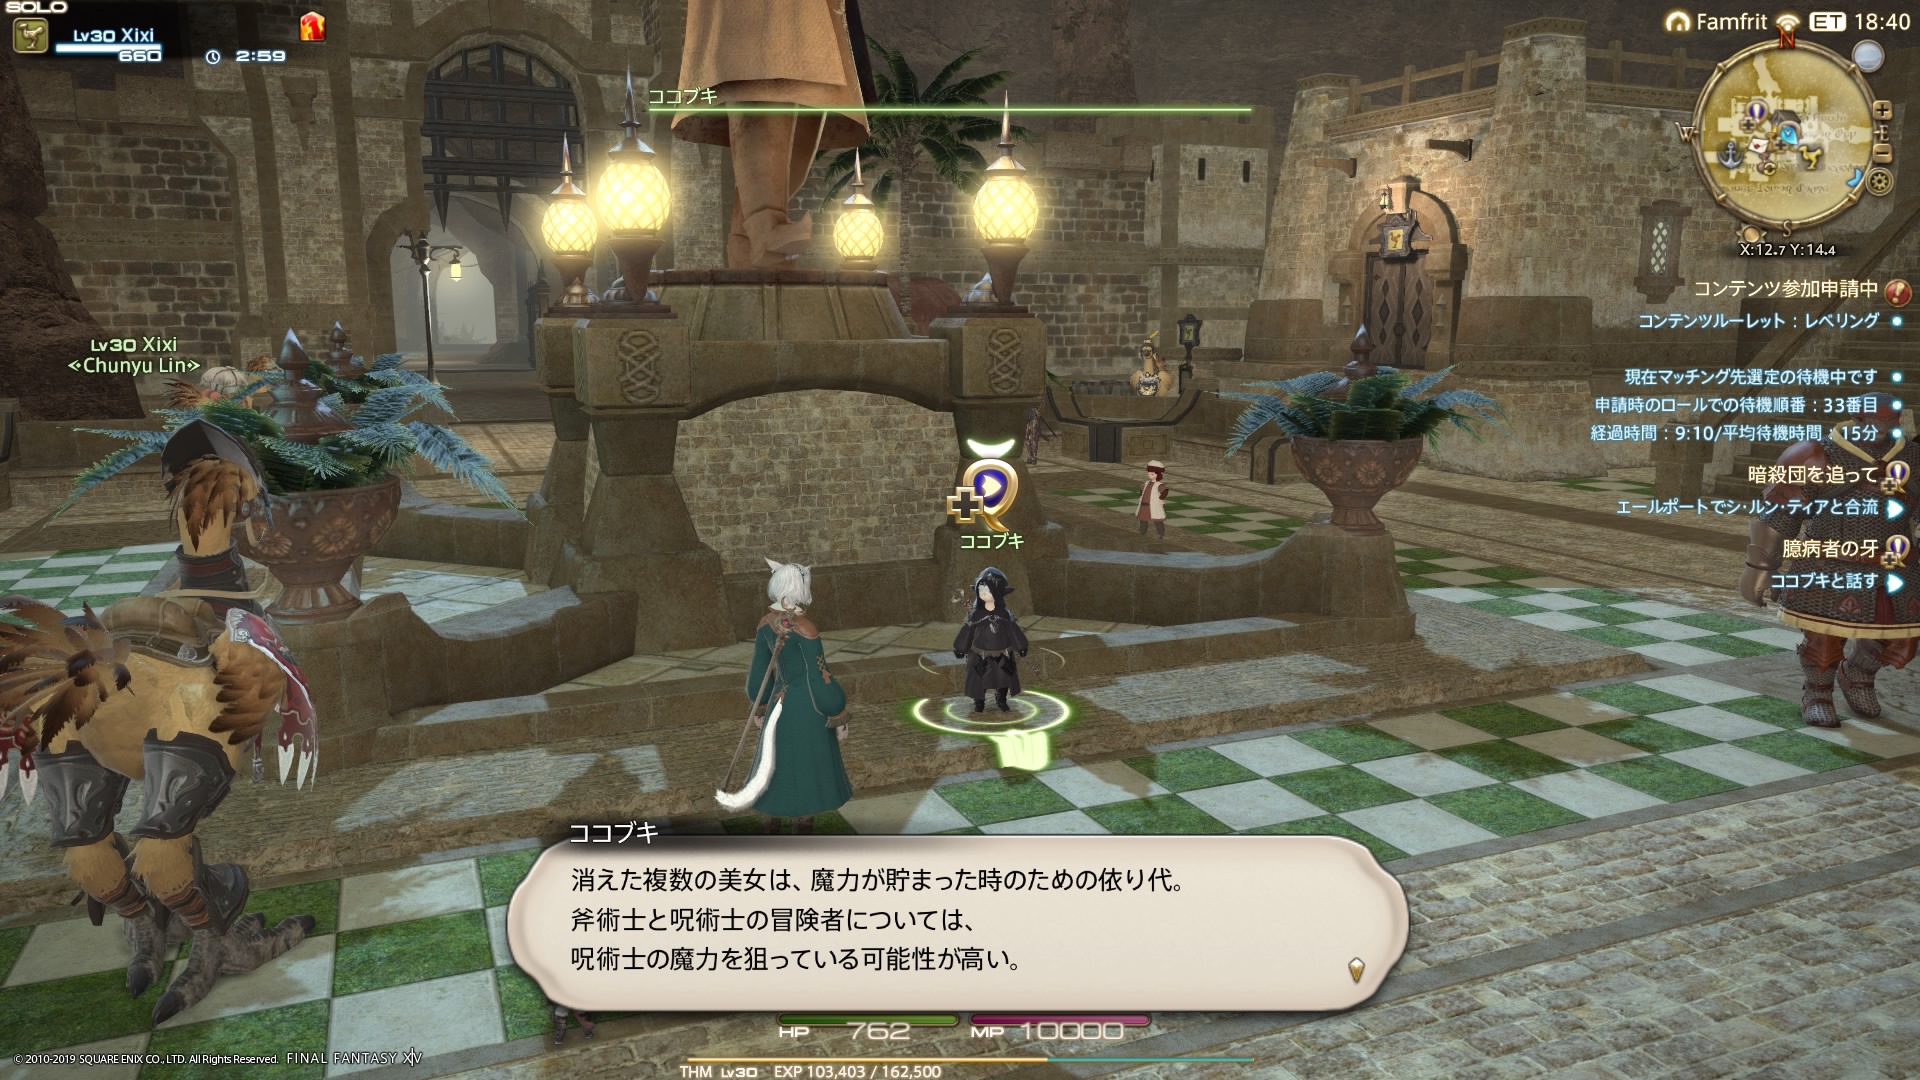 SOLO
Lv30 Xixi
660
2:59
Famfrit ET 18:40
N
W
E
S
X:12.7 Y:14.4
ココブキ
コンテンツ参加申請中
コンテンツルーレット：レベリング
現在マッチング先選定の待機中です
申請時のロールでの待機順番：33番目
経過時間：9:10/平均待機時間：15分
暗殺団を追って
エールポートでシ・ルン・ティアと合流
臆病者の牙
ココブキと話す
Lv30 Xixi
«Chunyu Lin»
ココブキ
ココブキ
消えた複数の美女は、魔力が貯まった時のための依り代。
斧術士と呪術士の冒険者については、
呪術士の魔力を狙っている可能性が高い。
HP 762 MP 10000
THM Lv30 EXP 103,403 / 162,500
© 2010-2019 SQUARE ENIX CO., LTD. All Rights Reserved. FINAL FANTASY XIV